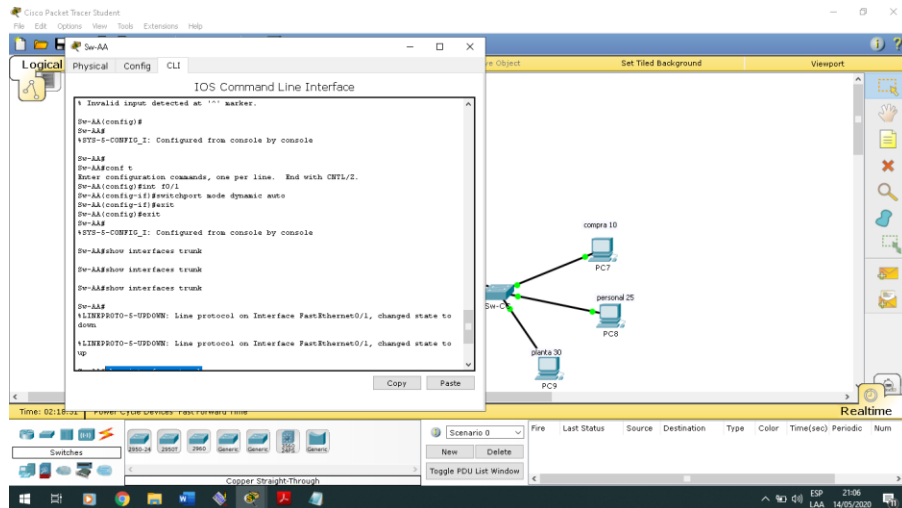 Cisco Packet Tracer Student
File Edit Options View Tools Extensions Help
Sw-AA
Logical
Physical Config CLI
Set Tiled Background
Viewport
IOS Command Line Interface
% Invalid input detected at '^' marker.
Sw-AA(config)#
Sw-AA#
%SYS-5-CONFIG_I: Configured from console by console
Sw-AA#
Sw-AA#conf t
Enter configuration commands, one per line. End with CNTL/Z.
Sw-AA(config)#int f0/1
Sw-AA(config-if)#switchport mode dynamic auto
Sw-AA(config-if)#exit
Sw-AA(config)#exit
Sw-AA#
%SYS-5-CONFIG_I: Configured from console by console
Sw-AA#show interfaces trunk
Sw-AA#show interfaces trunk
Sw-AA#show interfaces trunk
Sw-AA#
%LINEPROTO-5-UPDOWN: Line protocol on Interface FastEthernet0/1, changed state to
down
%LINEPROTO-5-UPDOWN: Line protocol on Interface FastEthernet0/1, changed state to
up
Copy Paste
compra 10
PC7
personal 25
PC8
planta 30
PC9
Realtime
Switches
2950-24 2950T 2960 Generic Generic Generic
Copper Straight-Through
Scenario 0
New Delete
Toggle PDU List Window
Fire Last Status Source Destination Type Color Time(sec) Periodic Num
ESP 21:06
LAA 14/05/2020